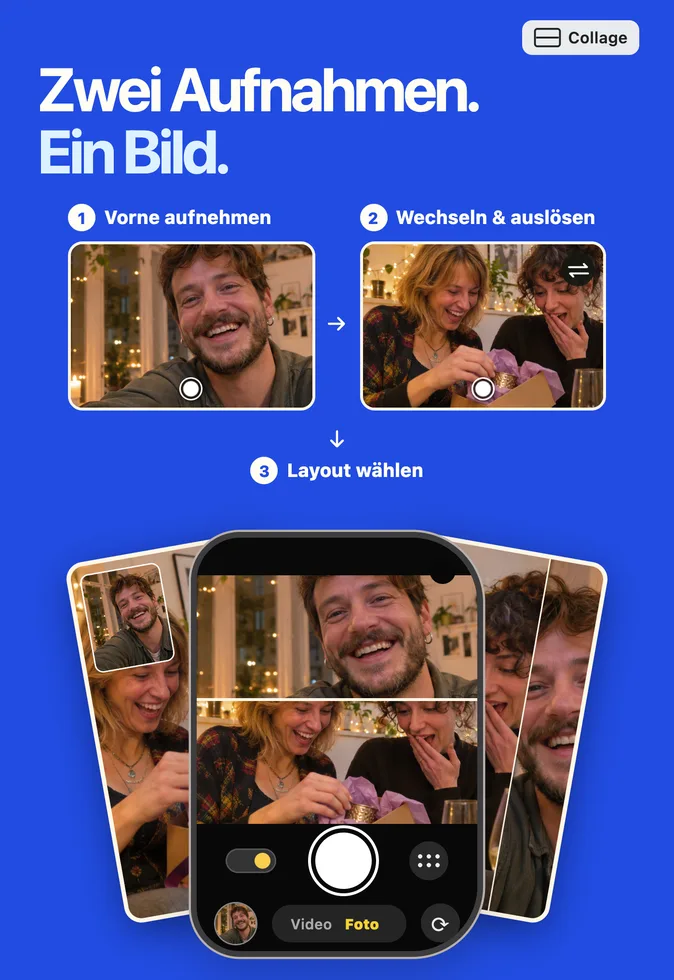 Collage
Zwei Aufnahmen.
Ein Bild.
1 Vorne aufnehmen
2 Wechseln & auslösen
3 Layout wählen
Video Foto